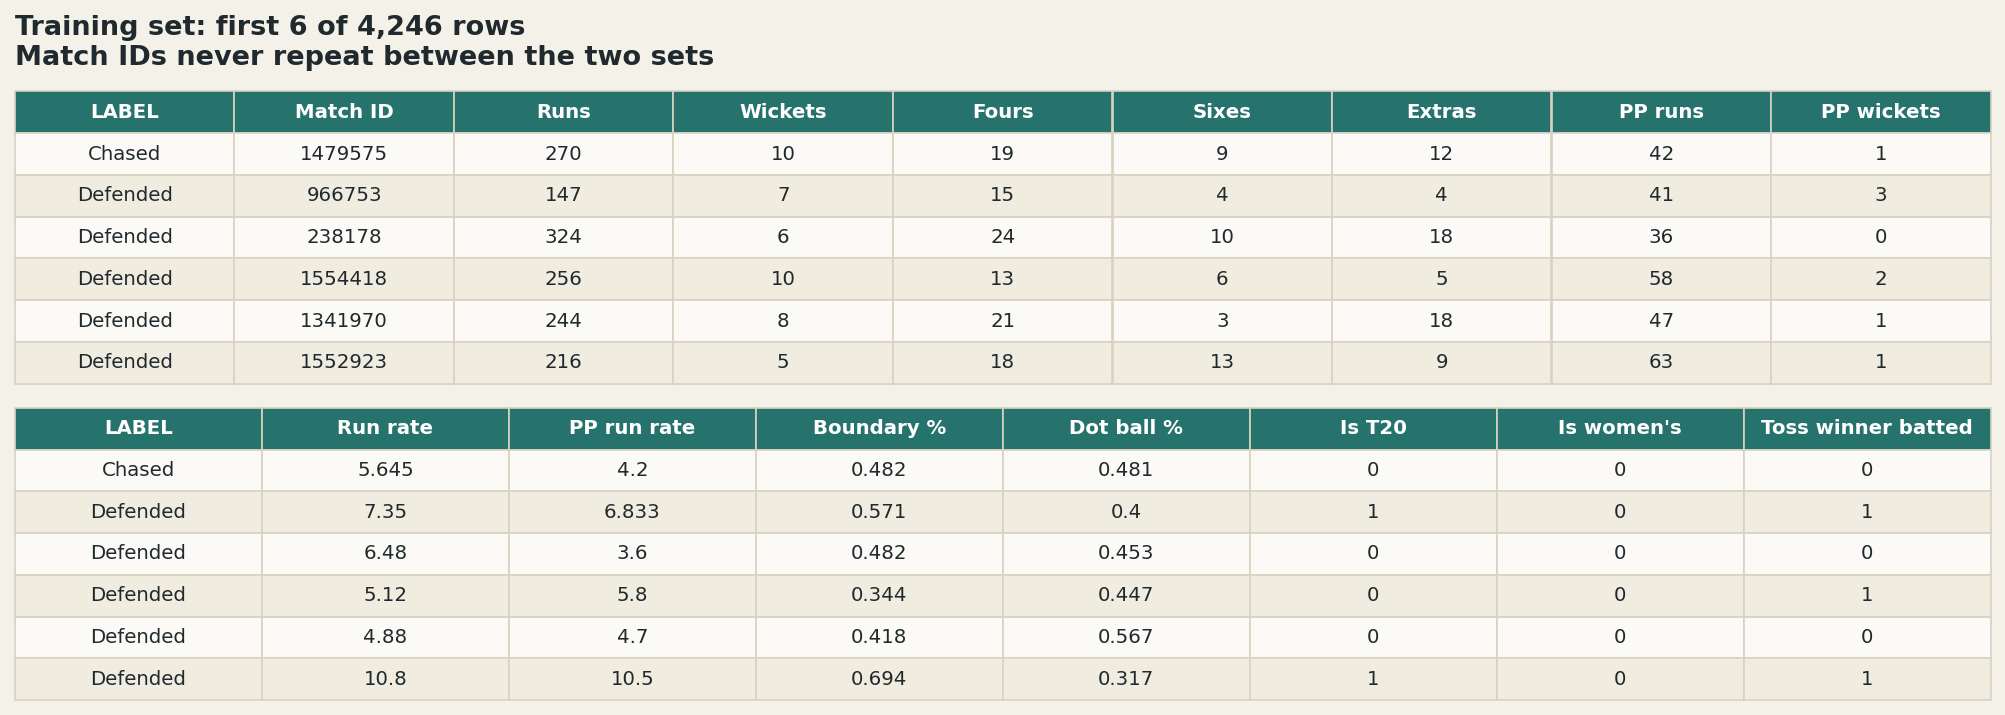 Training set: first 6 of 4,246 rows
Match IDs never repeat between the two sets
LABEL Match ID Runs Wickets Fours Sixes Extras PP runs PP wickets
Chased 1479575 270 10 19 9 12 42 1
Defended 966753 147 7 15 4 4 41 3
Defended 238178 324 6 24 10 18 36 0
Defended 1554418 256 10 13 6 5 58 2
Defended 1341970 244 8 21 3 18 47 1
Defended 1552923 216 5 18 13 9 63 1
LABEL Run rate PP run rate Boundary % Dot ball % Is T20 Is women's Toss winner batted
Chased 5.645 4.2 0.482 0.481 0 0 0
Defended 7.35 6.833 0.571 0.4 1 0 1
Defended 6.48 3.6 0.482 0.453 0 0 0
Defended 5.12 5.8 0.344 0.447 0 0 1
Defended 4.88 4.7 0.418 0.567 0 0 0
Defended 10.8 10.5 0.694 0.317 1 0 1